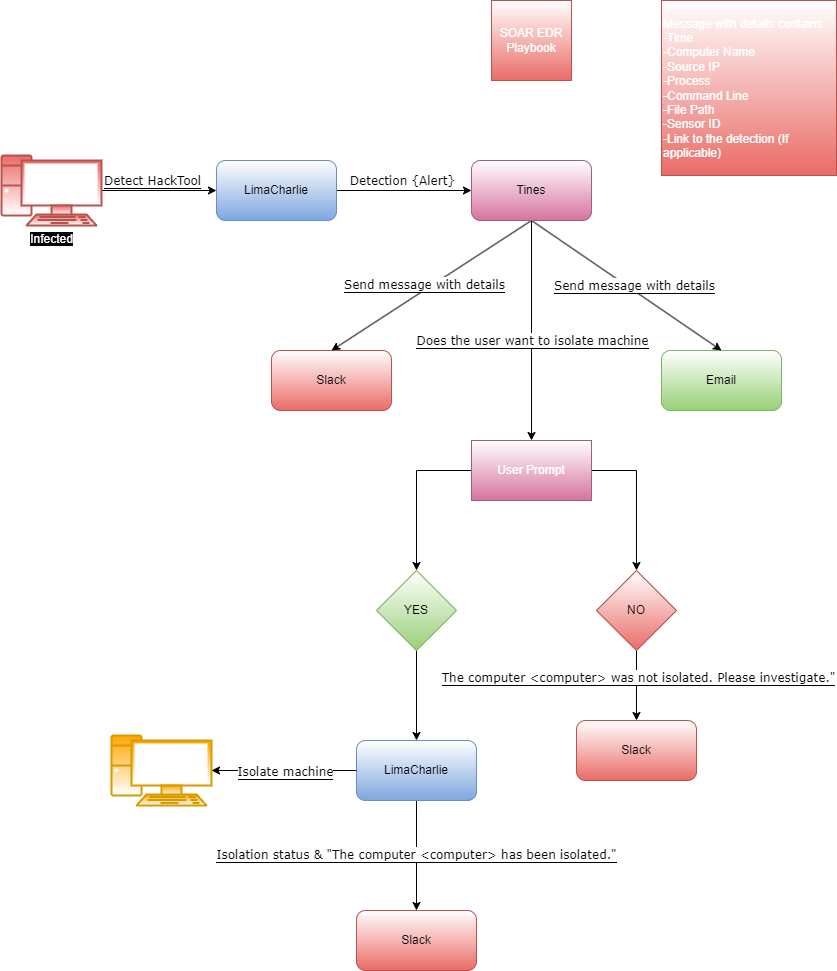 SOAR EDR
Playbook
Message with details contains
-Time
-Computer Name
-Source IP
-Process
-Command Line
-File Path
-Sensor ID
-Link to the detection (If
applicable)
Detect HackTool
LimaCharlie
Detection {Alert}
Tines
Infected
Send message with details
Send message with details
Does the user want to isolate machine
Slack
Email
User Prompt
YES
NO
The computer <computer> was not isolated. Please investigate."
Slack
Isolate machine
LimaCharlie
Isolation status & "The computer <computer> has been isolated."
Slack